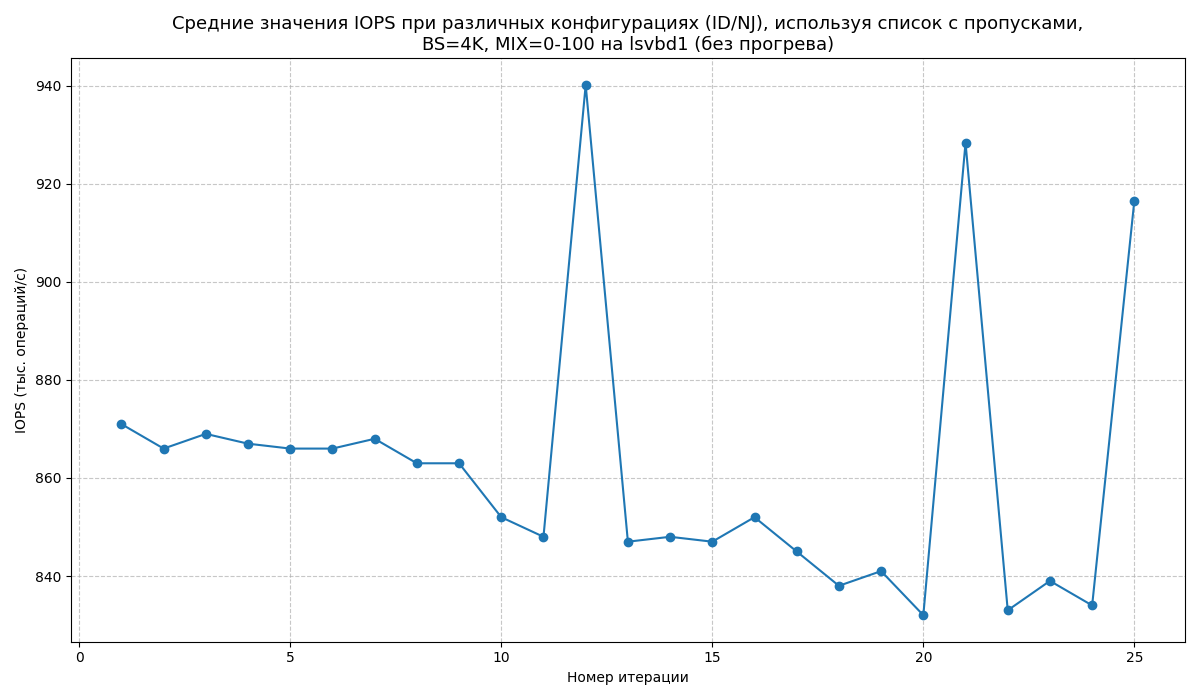 Средние значения IOPS при различных конфигурациях (ID/NJ), используя список с пропусками,
BS=4K, MIX=0-100 на lsvbd1 (без прогрева)
IOPS (тыс. операций/с)
940
920
900
880
860
840
0 5 10 15 20 25
Номер итерации